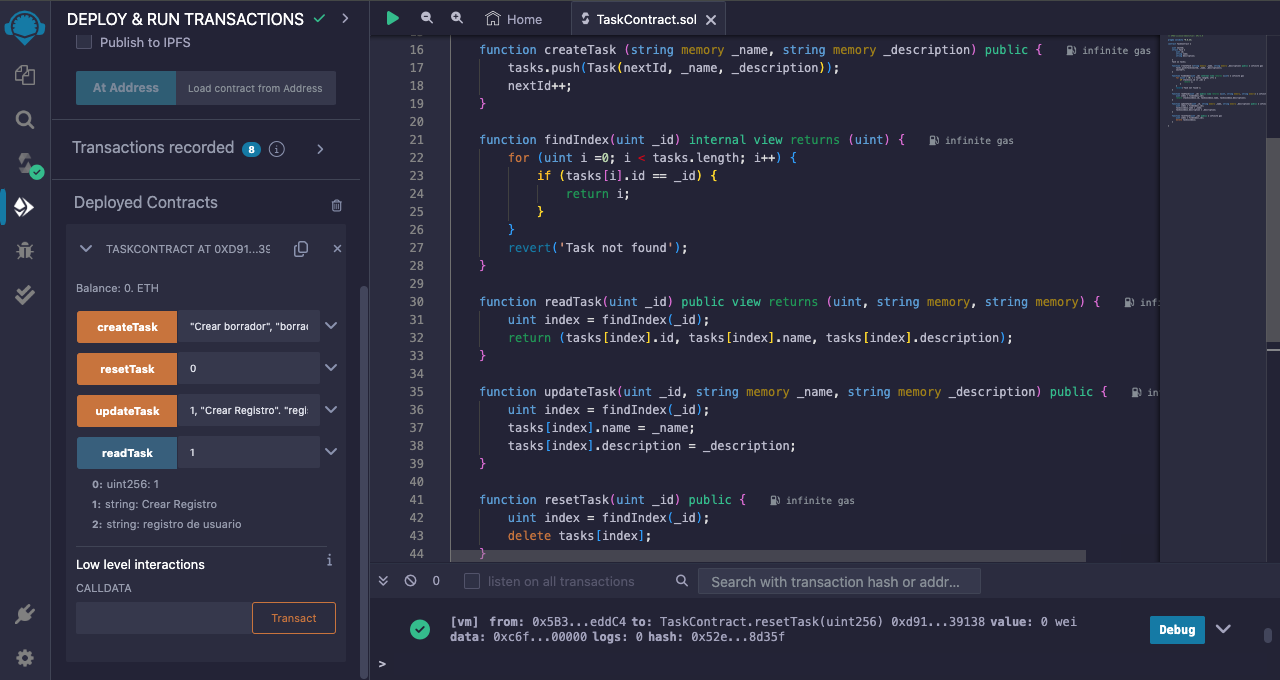 DEPLOY & RUN TRANSACTIONS
Publish to IPFS
At Address
Load contract from Address
Transactions recorded 8 i
Deployed Contracts
TASKCONTRACT AT 0XD91...39
Balance: 0. ETH
createTask "Crear borrador", "borrac
resetTask 0
updateTask 1, "Crear Registro". "regi
readTask 1
0: uint256: 1
1: string: Crear Registro
2: string: registro de usuario
Low level interactions i
CALLDATA
Transact
Home
TaskContract.sol
16 function createTask (string memory _name, string memory _description) public { infinite gas
17 tasks.push(Task(nextId, _name, _description));
18 nextId++;
19 }
20
21 function findIndex(uint _id) internal view returns (uint) { infinite gas
22 for (uint i =0; i < tasks.length; i++) {
23 if (tasks[i].id == _id) {
24 return i;
25 }
26 }
27 revert('Task not found');
28 }
29
30 function readTask(uint _id) public view returns (uint, string memory, string memory) { inf
31 uint index = findIndex(_id);
32 return (tasks[index].id, tasks[index].name, tasks[index].description);
33 }
34
35 function updateTask(uint _id, string memory _name, string memory _description) public { in
36 uint index = findIndex(_id);
37 tasks[index].name = _name;
38 tasks[index].description = _description;
39 }
40
41 function resetTask(uint _id) public { infinite gas
42 uint index = findIndex(_id);
43 delete tasks[index];
44 }
0 listen on all transactions Search with transaction hash or addr...
[vm] from: 0x5B3...eddC4 to: TaskContract.resetTask(uint256) 0xd91...39138 value: 0 wei
data: 0xc6f...00000 logs: 0 hash: 0x52e...8d35f
Debug
>